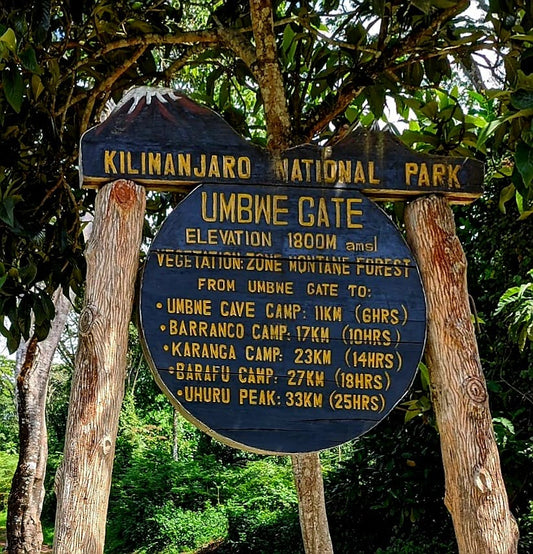 KILIMANJARO NATIONAL PARK
UMBWE GATE
ELEVATION 1800M amsl
VEGETATION: ZONE MONTANE FOREST
FROM UMBWE GATE TO:
• UMBWE CAVE CAMP: 11KM (6HRS)
• BARRANCO CAMP: 17KM (10HRS)
• KARANGA CAMP: 23KM (14HRS)
• BARAFU CAMP: 27KM (18HRS)
• UHURU PEAK: 33KM (25HRS)